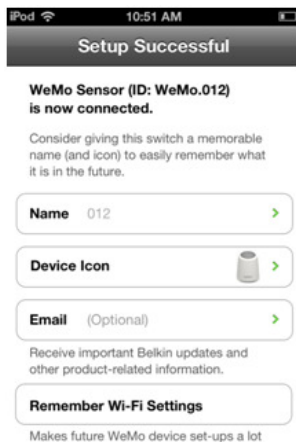 iPod 10:51 AM
Setup Successful
WeMo Sensor (ID: WeMo.012)
is now connected.
Consider giving this switch a memorable
name (and icon) to easily remember what
it is in the future.
Name 012
Device Icon
Email (Optional)
Receive important Belkin updates and
other product-related information.
Remember Wi-Fi Settings
Makes future WeMo device set-ups a lot